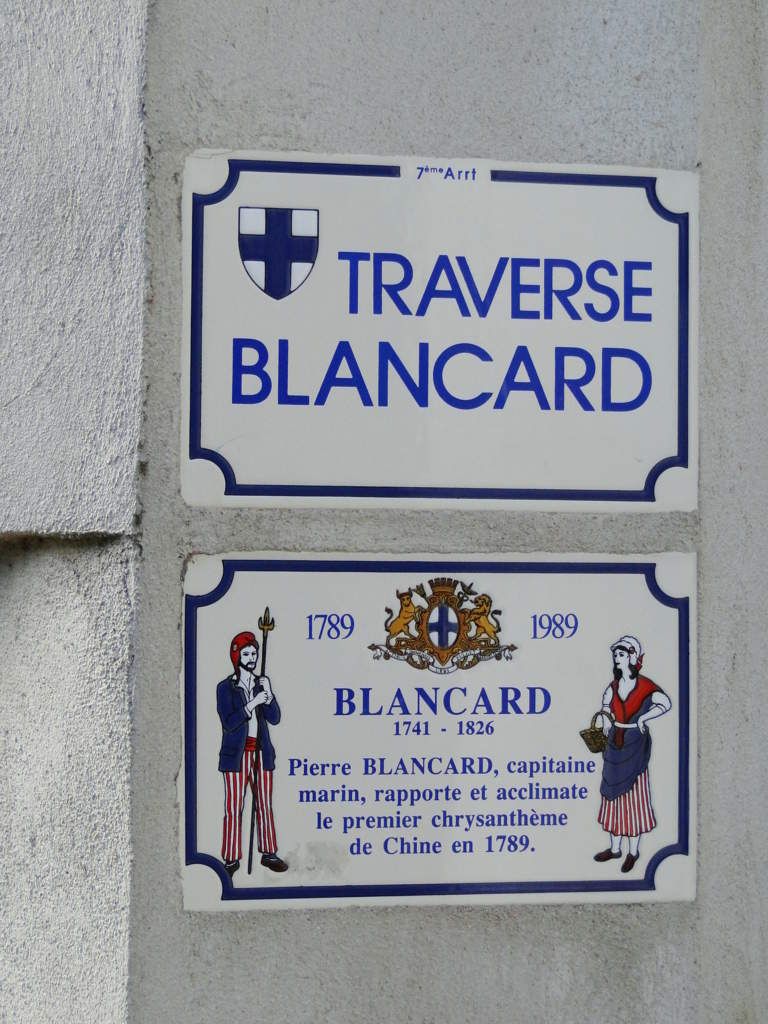 7ème Arrt
TRAVERSE
BLANCARD
1789 1989
BLANCARD
1741 - 1826
Pierre BLANCARD, capitaine
marin, rapporte et acclimate
le premier chrysanthème
de Chine en 1789.